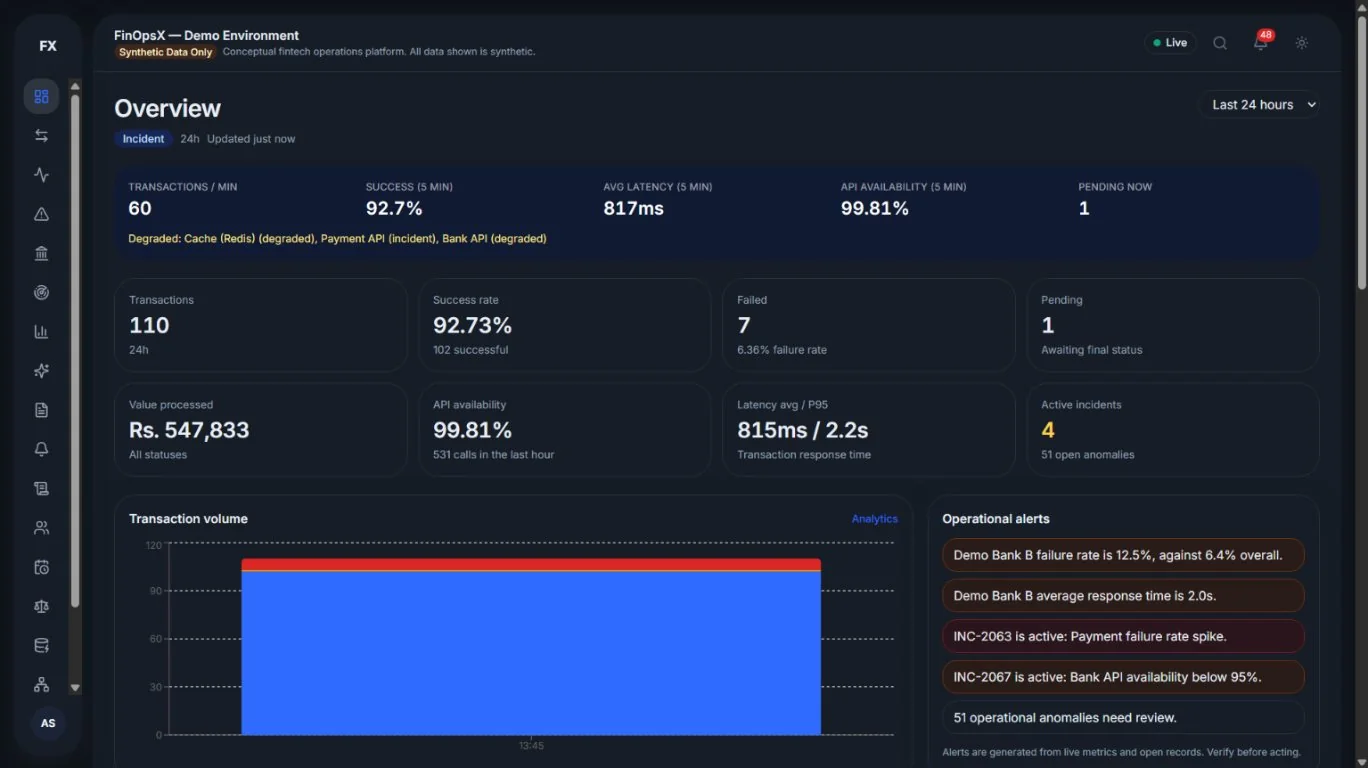 FX
FinOpsX — Demo Environment
Synthetic Data Only Conceptual fintech operations platform. All data shown is synthetic.
Live
48
Overview
Last 24 hours
Incident 24h Updated just now
TRANSACTIONS / MIN
60
SUCCESS (5 MIN)
92.7%
AVG LATENCY (5 MIN)
817ms
API AVAILABILITY (5 MIN)
99.81%
PENDING NOW
1
Degraded: Cache (Redis) (degraded), Payment API (incident), Bank API (degraded)
Transactions
110
24h
Success rate
92.73%
102 successful
Failed
7
6.36% failure rate
Pending
1
Awaiting final status
Value processed
Rs. 547,833
All statuses
API availability
99.81%
531 calls in the last hour
Latency avg / P95
815ms / 2.2s
Transaction response time
Active incidents
4
51 open anomalies
Transaction volume
Analytics
120
90
60
30
0
13:45
Operational alerts
Demo Bank B failure rate is 12.5%, against 6.4% overall.
Demo Bank B average response time is 2.0s.
INC-2063 is active: Payment failure rate spike.
INC-2067 is active: Bank API availability below 95%.
51 operational anomalies need review.
Alerts are generated from live metrics and open records. Verify before acting.
AS